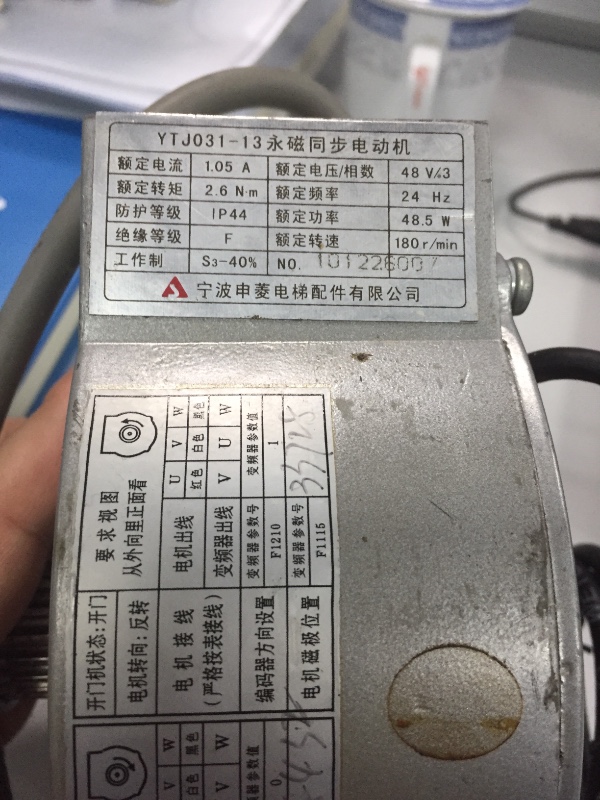 YTJ031-13永磁同步电动机
额定电流 1.05 A 额定电压/相数 48 V/3
额定转矩 2.6 N·m 额定频率 24 Hz
防护等级 IP44 额定功率 48.5 W
绝缘等级 F 额定转速 180 r/min
工作制 S3-40% NO. 101226007
宁波申菱电梯配件有限公司
开门机状态:开门 要求视图
电机转向:反转 从外向里正面看
电机接线 电机出线 U V W
红色 白色 黑色
(严格按表接线) 变频器出线 V U W
编码器方向设置 变频器参数号 变频器参数值
F1210 1
电机磁极位置 变频器参数号
F1115
V W
白色 黑色
V W
变频器参数值
0